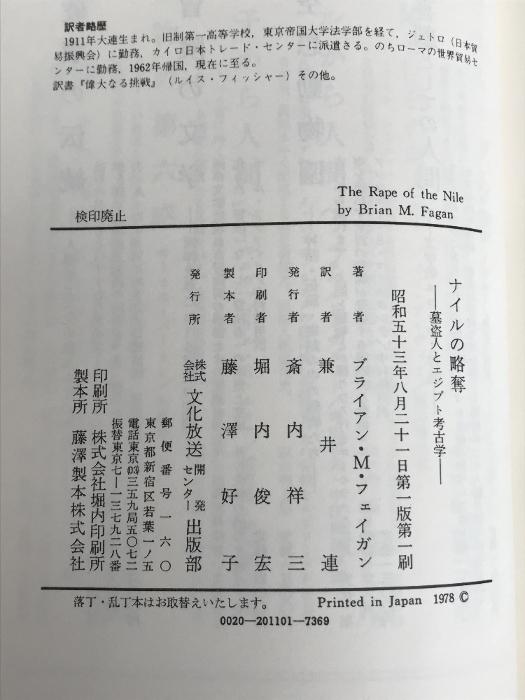 訳者略歴
1911年大連生まれ。旧制第一高等学校，東京帝国大学法学部を経て，ジェトロ（日本貿
易振興会）に勤務，カイロ日本トレード・センターに派遣さる。のちローマの世界貿易セ
ンターに勤務，1962年帰国，現在に至る。
訳書『偉大なる挑戦』（ルイス・フィッシャー）その他。
The Rape of the Nile
by Brian M. Fagan
検印廃止
ナイルの略奪
――墓盗人とエジプト考古学――
昭和五十三年八月二十一日第一版第一刷
著者 ブライアン・M・フェイガン
訳者 兼井連
発行者 斎内祥三
印刷者 堀内俊宏
製本者 藤澤好子
発行所 株式会社文化放送開発センター出版部
郵便番号一六〇
東京都新宿区若葉一ノ五
電話東京(03)三五九局五〇七二
振替東京七―一三七九二八番
印刷所 株式会社堀内印刷所
製本所 藤澤製本株式会社
落丁・乱丁本はお取替えいたします。
Printed in Japan 1978 ©
0020―201101―7369